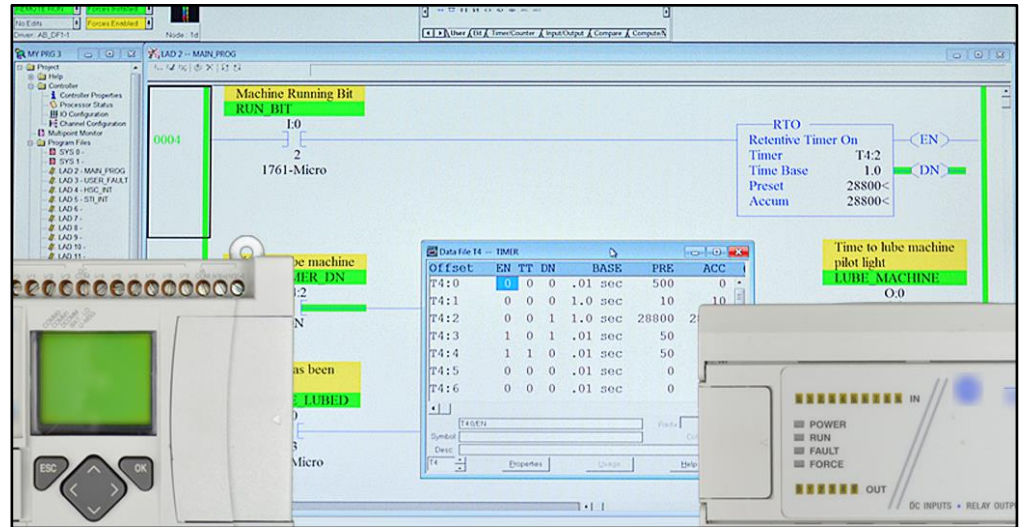 REMOTE RUN
Forces Installed
No Edits
Forces Enabled
Driver: AB_DF1-1
Node: 1d
User
Bit
Timer/Counter
Input/Output
Compare
MY PRG 3
LAD 2 -- MAIN_PROG
Project
Help
Controller
Controller Properties
Processor Status
IO Configuration
Channel Configuration
Multipoint Monitor
Program Files
SYS 0 -
SYS 1 -
LAD 2 - MAIN_PROG
LAD 3 - USER_FAULT
LAD 4 - HSC_INT
LAD 5 - STI_INT
LAD 6 -
LAD 7 -
LAD 8 -
LAD 9 -
LAD 10 -
LAD 11 -
0004
Machine Running Bit
RUN_BIT
I:0
2
1761-Micro
RTO
Retentive Timer On
EN
Timer T4:2
Time Base 1.0
DN
Preset 28800<
Accum 28800<
Time to lube machine
pilot light
LUBE_MACHINE
O:0
machine
Data File T4 -- TIMER
Offset EN TT DN BASE PRE ACC
T4:0 0 0 0 .01 sec 500 0
T4:1 0 0 0 1.0 sec 10 10
T4:2 0 0 1 1.0 sec 28800
T4:3 1 0 1 .01 sec 50
T4:4 1 1 0 .01 sec 50
T4:5 0 0 0 .01 sec 0
T4:6 0 0 0 .01 sec 0
T4:0/EN
Symbol:
Desc:
T4
Properties
Usage
Help
been
LUBED
3
Micro
ESC
OK
IN
POWER
RUN
FAULT
FORCE
OUT
DC INPUTS
RELAY